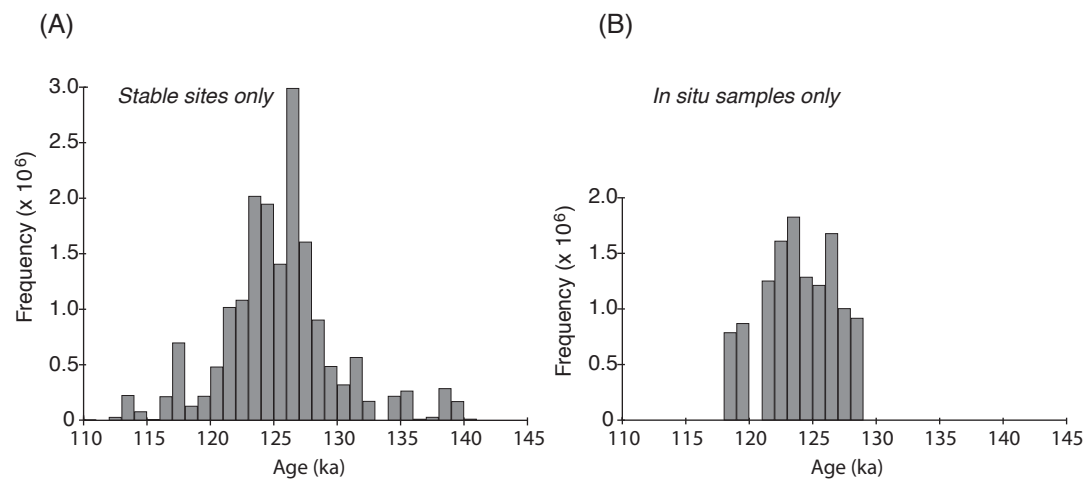 (A)
Stable sites only
Frequency (x 10⁶)
3.0
2.5
2.0
1.5
1.0
0.5
0
110 115 120 125 130 135 140 145
Age (ka)
(B)
In situ samples only
Frequency (x 10⁶)
2.0
1.5
1.0
0.5
0
110 115 120 125 130 135 140 145
Age (ka)